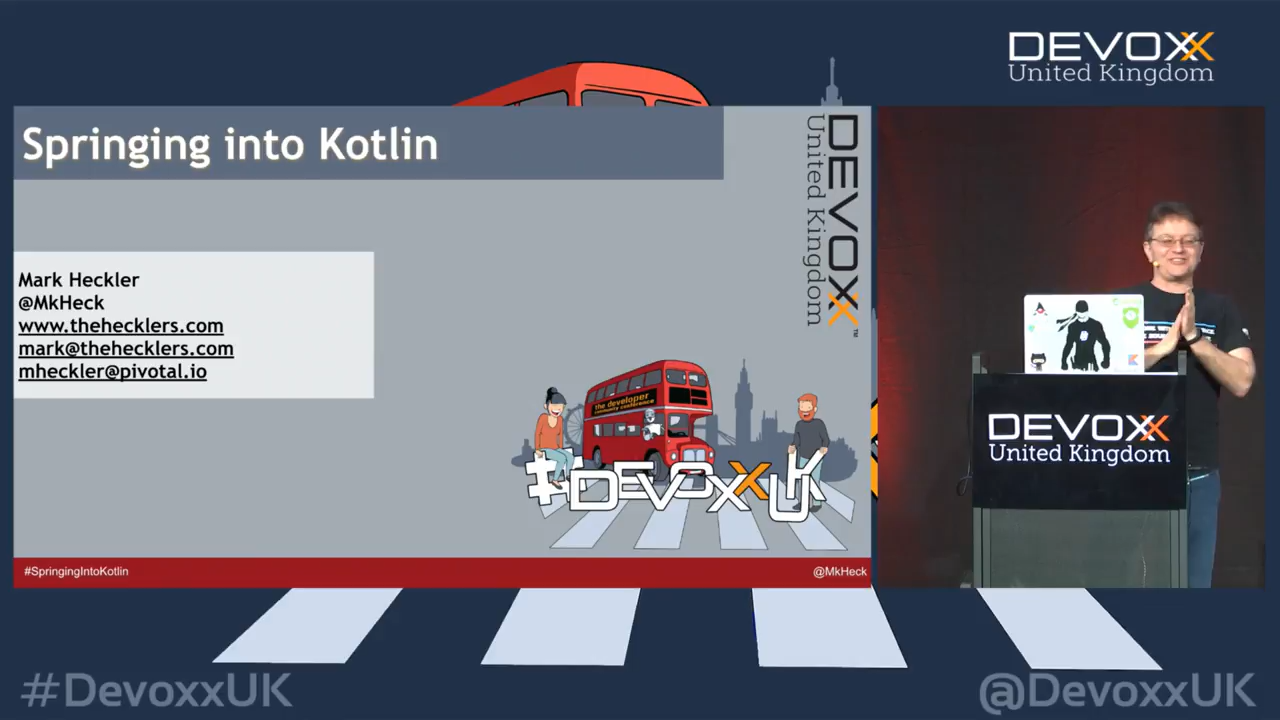 DEVOXX
United Kingdom
Springing into Kotlin
DEVOXX
United Kingdom
Mark Heckler
@MkHeck
www.thehecklers.com
mark@thehecklers.com
mheckler@pivotal.io
the developer
community conference
#DEVOXXUK
#SpringingIntoKotlin
@MkHeck
DEVOXX
United Kingdom
#DevoxxUK
@DevoxxUK